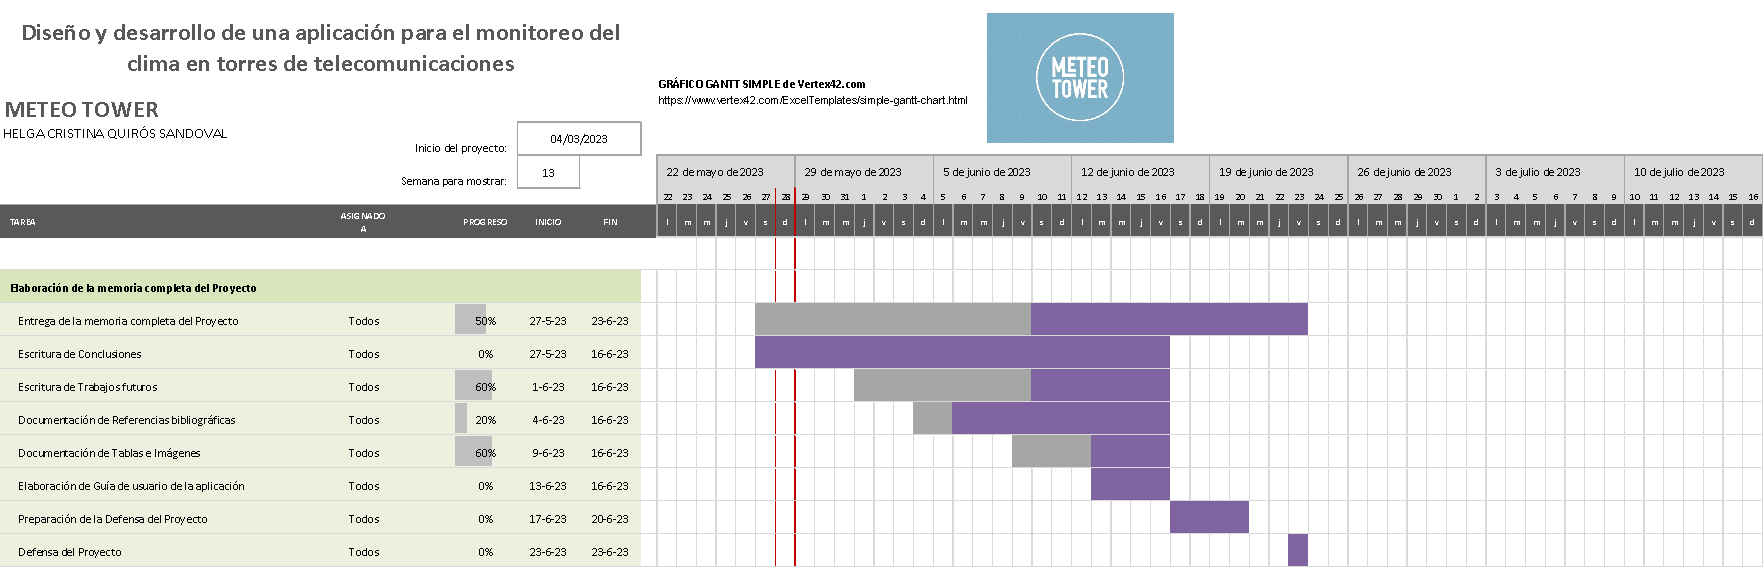 Diseño y desarrollo de una aplicación para el monitoreo del
clima en torres de telecomunicaciones
METEO
TOWER
GRÁFICO GANTT SIMPLE de Vertex42.com
https://www.vertex42.com/ExcelTemplates/simple-gantt-chart.html
METEO TOWER
HELGA CRISTINA QUIRÓS SANDOVAL
Inicio del proyecto: 04/03/2023
Semana para mostrar: 13
22 de mayo de 2023 29 de mayo de 2023 5 de junio de 2023 12 de junio de 2023 19 de junio de 2023 26 de junio de 2023 3 de julio de 2023 10 de julio de 2023
22 23 24 25 26 27 28 29 30 31 1 2 3 4 5 6 7 8 9 10 11 12 13 14 15 16 17 18 19 20 21 22 23 24 25 26 27 28 29 30 1 2 3 4 5 6 7 8 9 10 11 12 13 14 15 16
TAREA ASIGNADO A PROGRESO INICIO FIN l m m j v s d l m m j v s d l m m j v s d l m m j v s d l m m j v s d l m m j v s d l m m j v s d l m m j v s d
Elaboración de la memoria completa del Proyecto
Entrega de la memoria completa del Proyecto Todos 50% 27-5-23 23-6-23
Escritura de Conclusiones Todos 0% 27-5-23 16-6-23
Escritura de Trabajos futuros Todos 60% 1-6-23 16-6-23
Documentación de Referencias bibliográficas Todos 20% 4-6-23 16-6-23
Documentación de Tablas e Imágenes Todos 60% 9-6-23 16-6-23
Elaboración de Guía de usuario de la aplicación Todos 0% 13-6-23 16-6-23
Preparación de la Defensa del Proyecto Todos 0% 17-6-23 20-6-23
Defensa del Proyecto Todos 0% 23-6-23 23-6-23